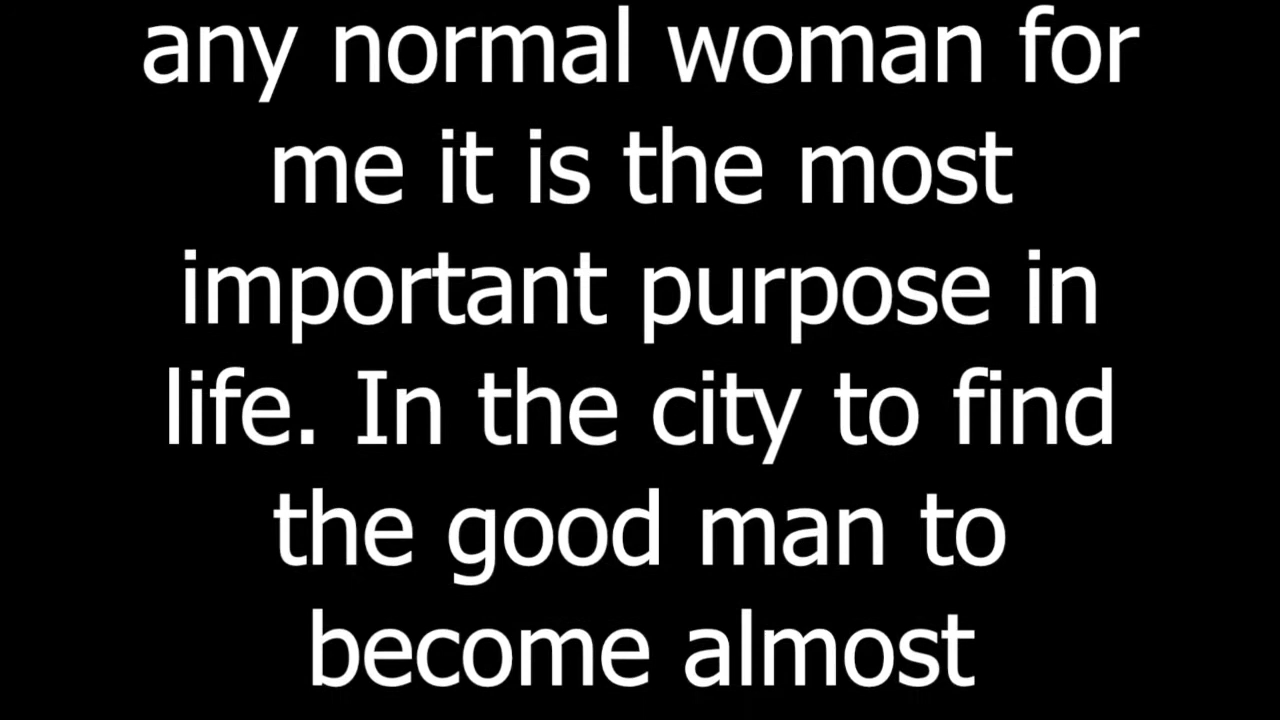 any normal woman for
me it is the most
important purpose in
life. In the city to find
the good man to
become almost